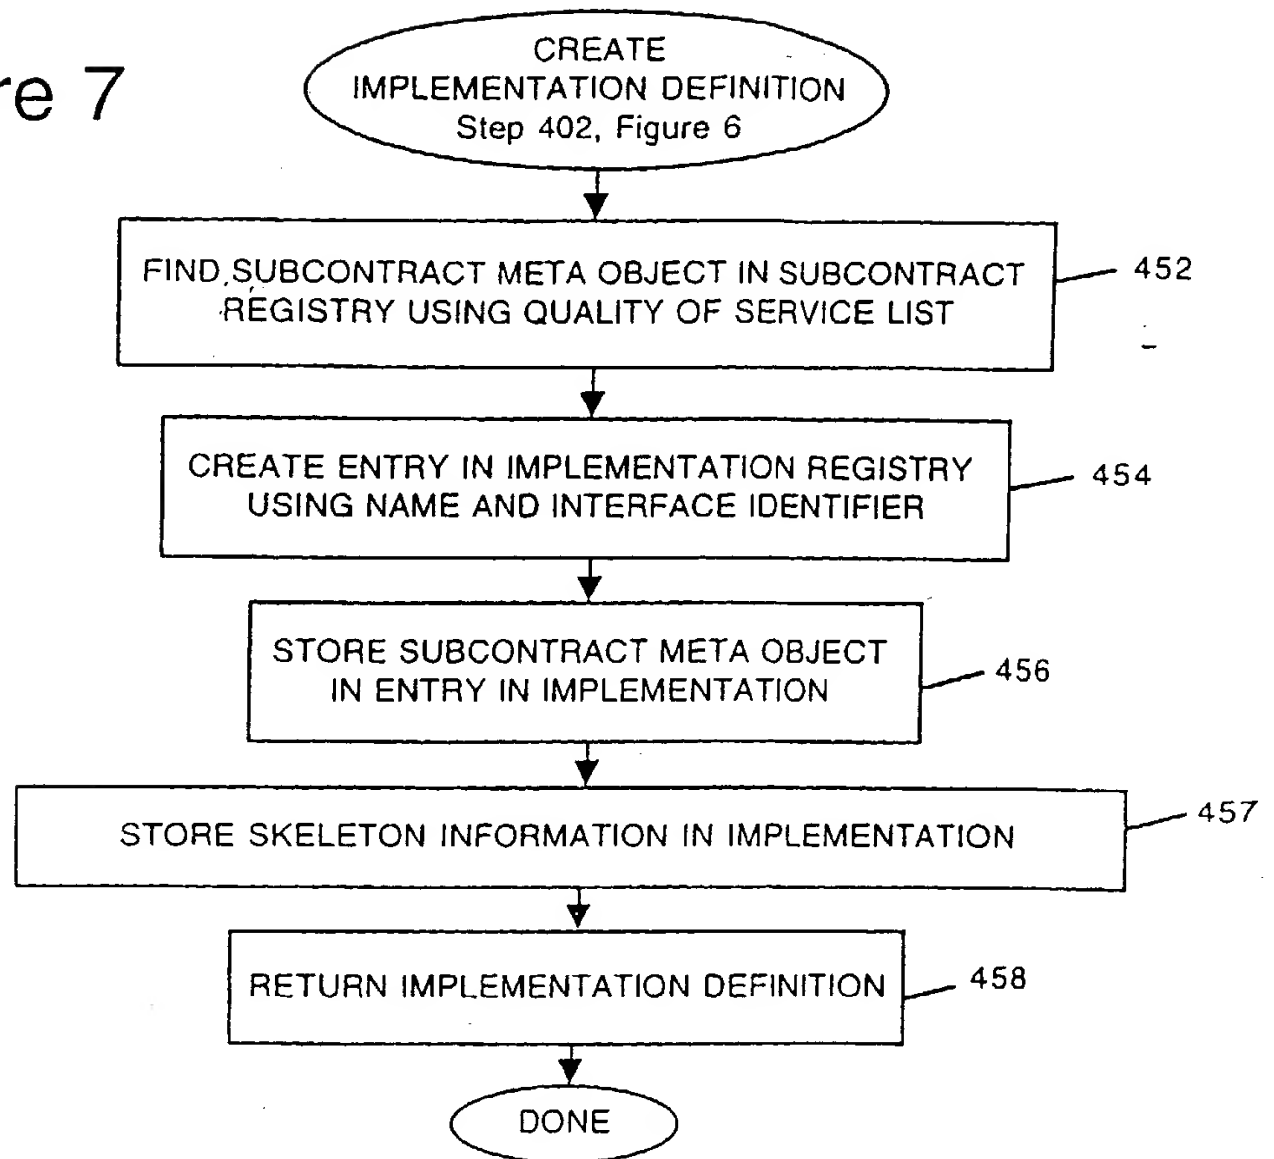 re 7
CREATE
IMPLEMENTATION DEFINITION
Step 402, Figure 6
FIND SUBCONTRACT META OBJECT IN SUBCONTRACT
REGISTRY USING QUALITY OF SERVICE LIST
452
CREATE ENTRY IN IMPLEMENTATION REGISTRY
USING NAME AND INTERFACE IDENTIFIER
454
STORE SUBCONTRACT META OBJECT
IN ENTRY IN IMPLEMENTATION
456
STORE SKELETON INFORMATION IN IMPLEMENTATION
457
RETURN IMPLEMENTATION DEFINITION
458
DONE